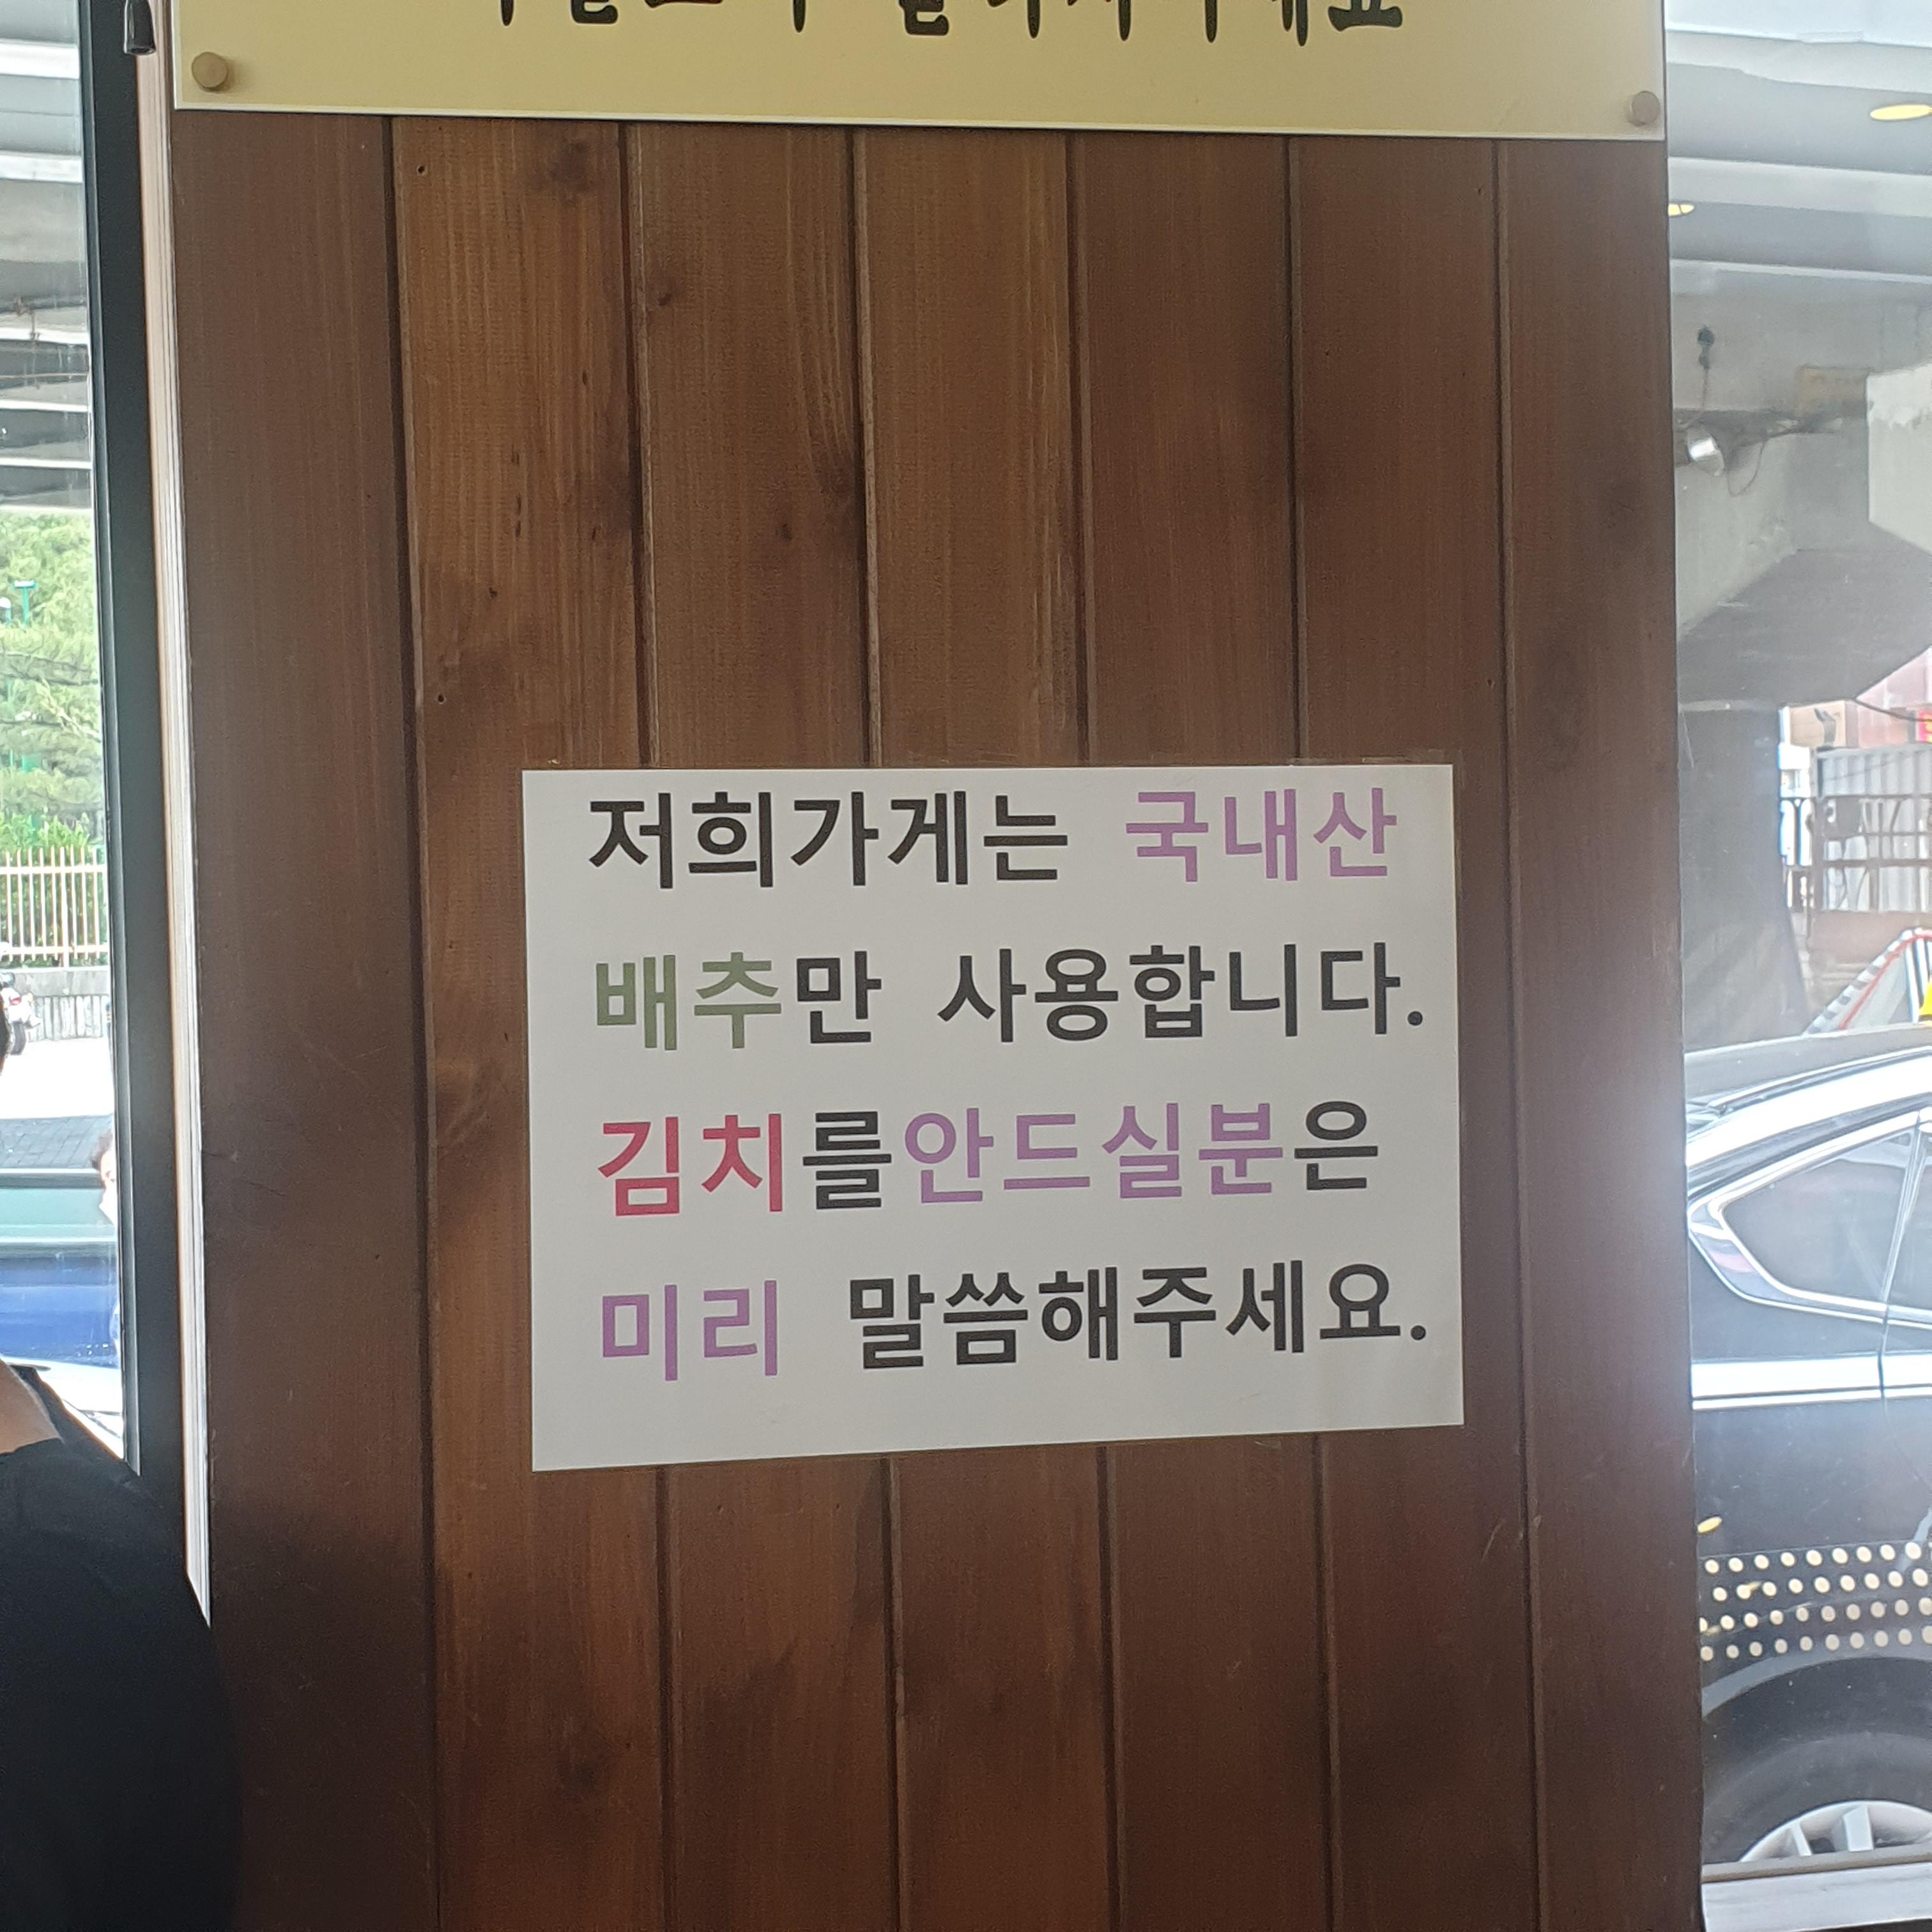 저희가게는 국내산
배추만 사용합니다.
김치를안드실분은
미리 말씀해주세요.